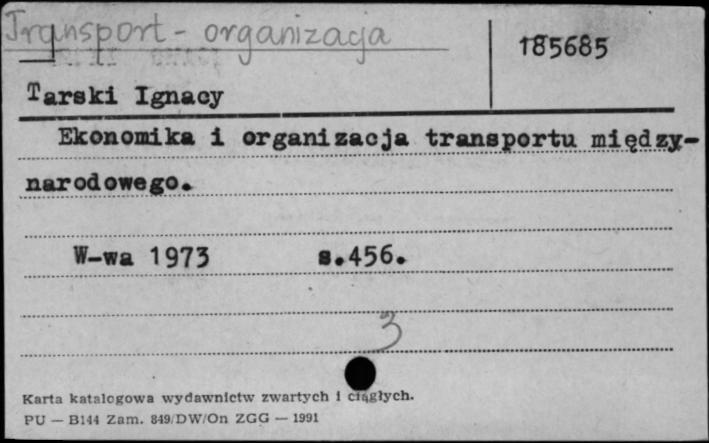 Transport - organizacja
185685
Tarski Ignacy
Ekonomika i organizacja transportu między-
narodowego.
W-wa 1973 s.456.
3
Karta katalogowa wydawnictw zwartych i ciągłych.
PU — B144 Zam. 849/DW/On ZGG — 1991